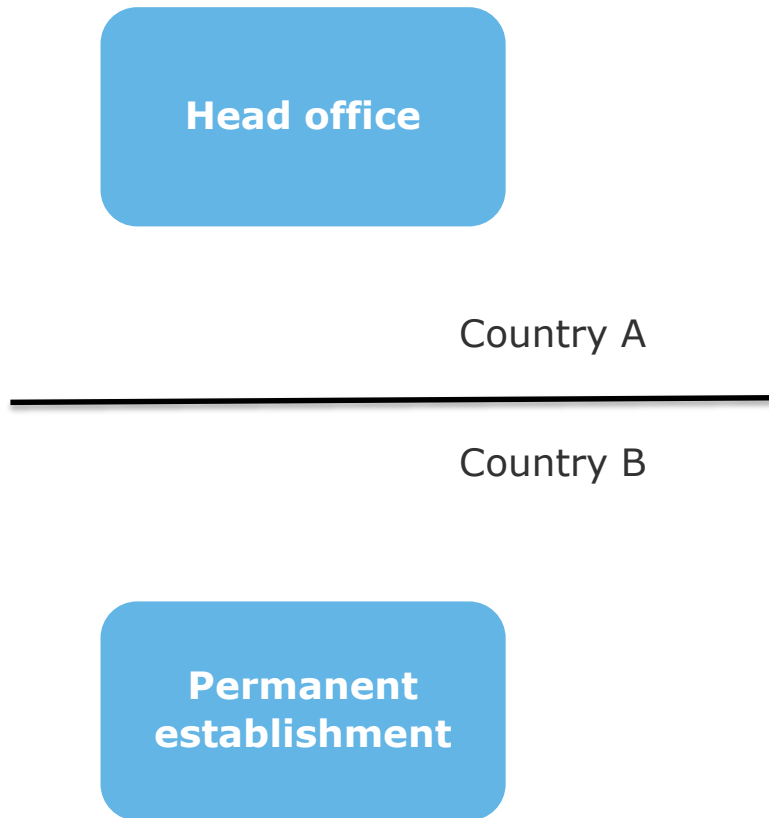 Head office
Country A
Country B
Permanent
establishment